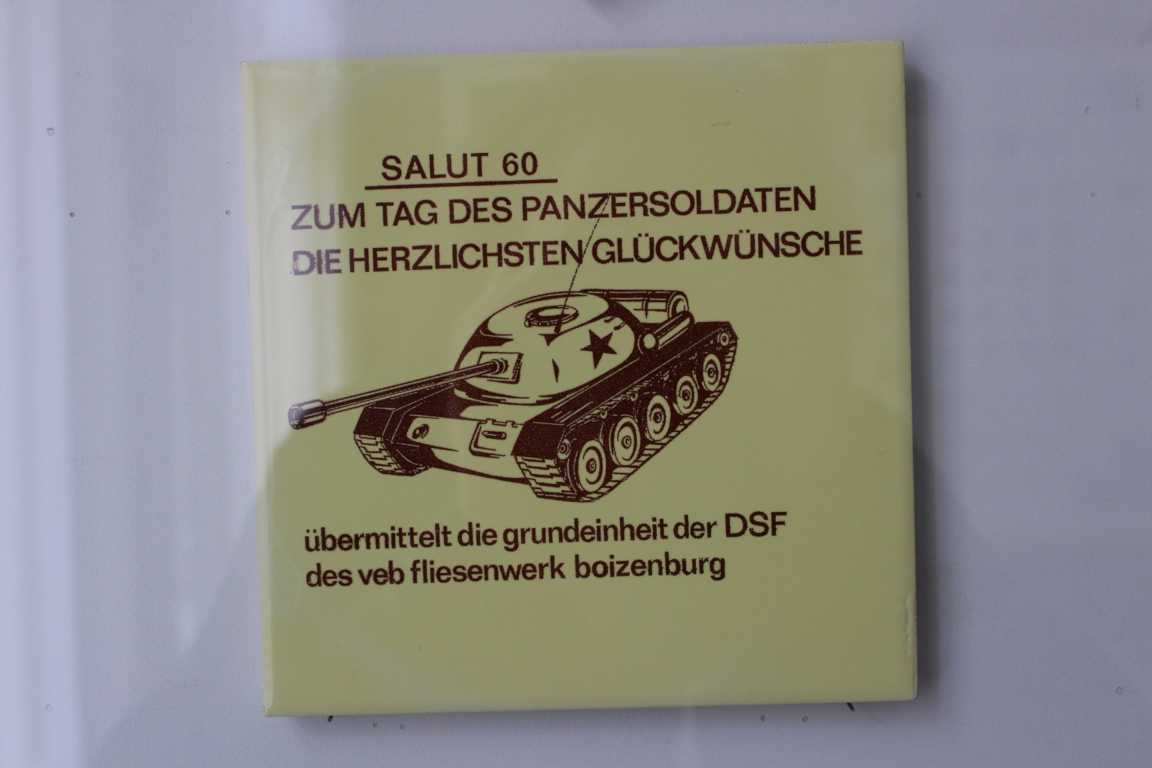 SALUT 60
ZUM TAG DES PANZERSOLDATEN
DIE HERZLICHSTEN GLÜCKWÜNSCHE
übermittelt die grundeinheit der DSF
des veb fliesenwerk boizenburg